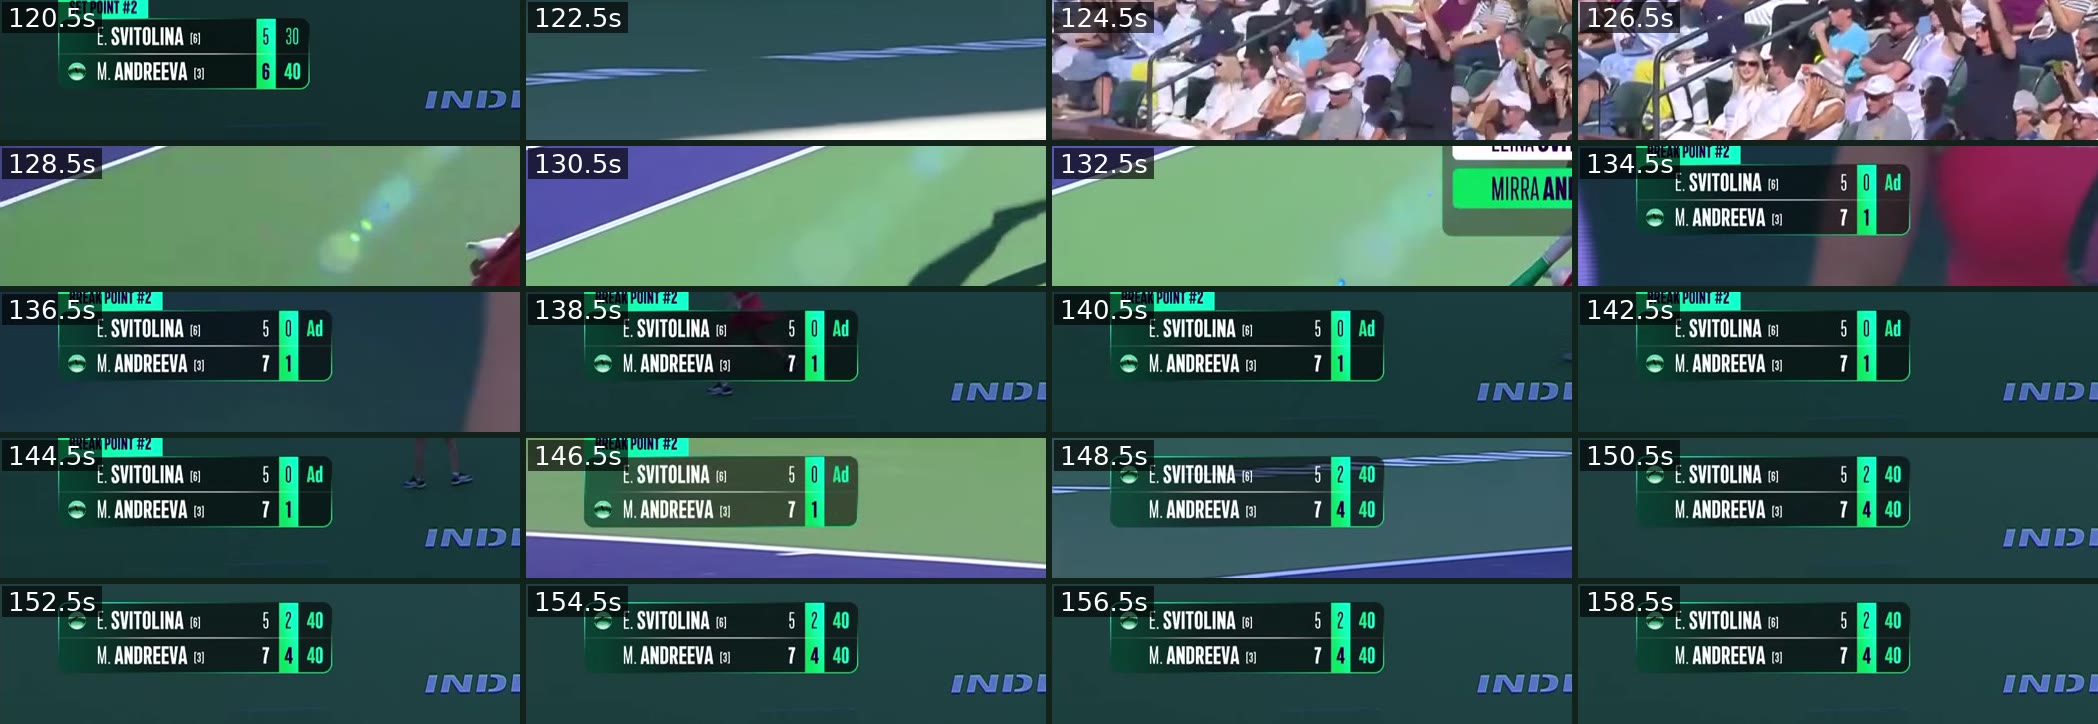 120.5s
SET POINT #2
E. SVITOLINA [6] 5 30
M. ANDREEVA [3] 6 40
122.5s
124.5s
126.5s
128.5s
130.5s
132.5s
MIRRA
134.5s
BREAK POINT #2
E. SVITOLINA [6] 5 0 Ad
M. ANDREEVA [3] 7 1
136.5s
BREAK POINT #2
E. SVITOLINA [6] 5 0 Ad
M. ANDREEVA [3] 7 1
138.5s
BREAK POINT #2
E. SVITOLINA [6] 5 0 Ad
M. ANDREEVA [3] 7 1
140.5s
BREAK POINT #2
E. SVITOLINA [6] 5 0 Ad
M. ANDREEVA [3] 7 1
142.5s
BREAK POINT #2
E. SVITOLINA [6] 5 0 Ad
M. ANDREEVA [3] 7 1
144.5s
BREAK POINT #2
E. SVITOLINA [6] 5 0 Ad
M. ANDREEVA [3] 7 1
146.5s
BREAK POINT #2
E. SVITOLINA [6] 5 0 Ad
M. ANDREEVA [3] 7 1
148.5s
E. SVITOLINA [6] 5 2 40
M. ANDREEVA [3] 7 4 40
150.5s
E. SVITOLINA [6] 5 2 40
M. ANDREEVA [3] 7 4 40
152.5s
E. SVITOLINA [6] 5 2 40
M. ANDREEVA [3] 7 4 40
154.5s
E. SVITOLINA [6] 5 2 40
M. ANDREEVA [3] 7 4 40
156.5s
E. SVITOLINA [6] 5 2 40
M. ANDREEVA [3] 7 4 40
158.5s
E. SVITOLINA [6] 5 2 40
M. ANDREEVA [3] 7 4 40